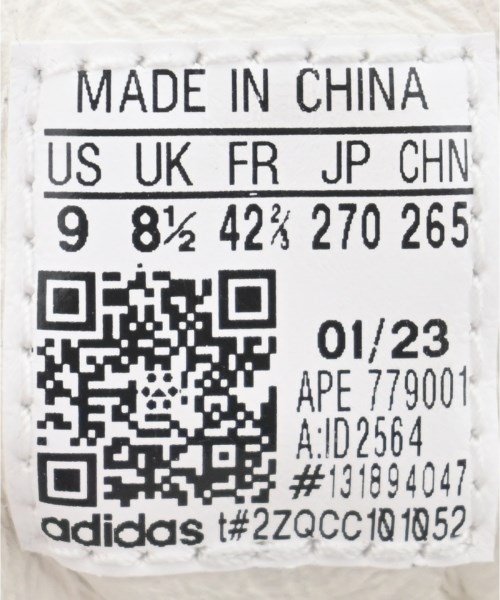 MADE IN CHINA
US UK FR JP CHN
9 8½ 42⅔ 270 265
01/23
APE 779001
A:ID2564
#131894047
adidas t#2ZQCC101052